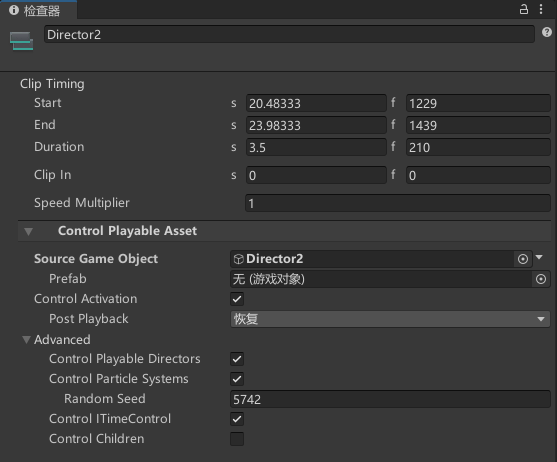 检查器
Director2
Clip Timing
Start s 20.48333 f 1229
End s 23.98333 f 1439
Duration s 3.5 f 210
Clip In s 0 f 0
Speed Multiplier 1
Control Playable Asset
Source Game Object Director2
Prefab 无 (游戏对象)
Control Activation
Post Playback 恢复
Advanced
Control Playable Directors
Control Particle Systems
Random Seed 5742
Control ITimeControl
Control Children